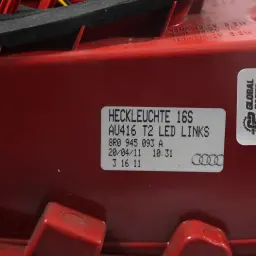 HECKLEUCHTE 16S
AU416 T2 LED LINKS
8R0 945 093 A
20/04/11 10:31
3 16 11
GLOBAL